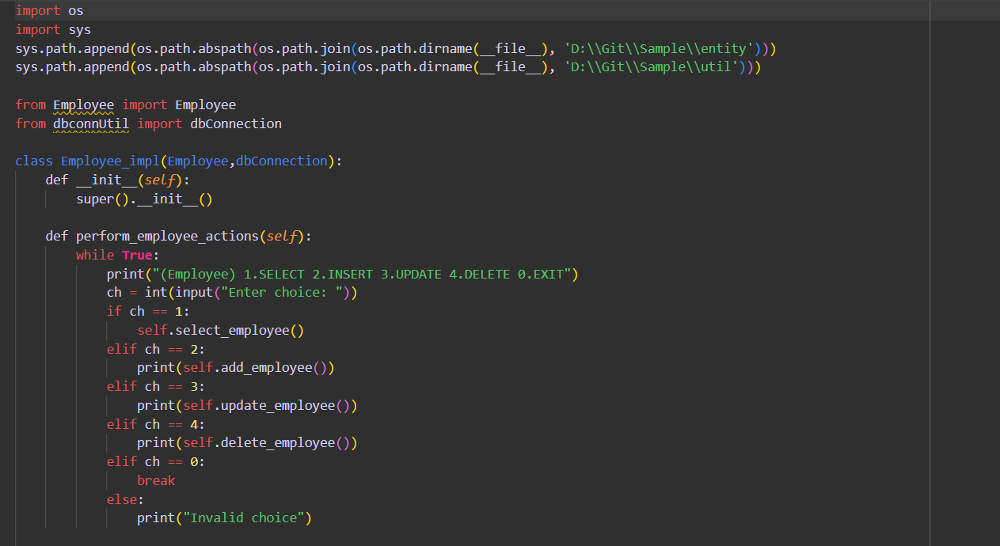 import os
import sys
sys.path.append(os.path.abspath(os.path.join(os.path.dirname(__file__), 'D:\\Git\\Sample\\entity')))
sys.path.append(os.path.abspath(os.path.join(os.path.dirname(__file__), 'D:\\Git\\Sample\\util')))

from Employee import Employee
from dbconnUtil import dbConnection

class Employee_impl(Employee,dbConnection):
    def __init__(self):
        super().__init__()

    def perform_employee_actions(self):
        while True:
            print("(Employee) 1.SELECT 2.INSERT 3.UPDATE 4.DELETE 0.EXIT")
            ch = int(input("Enter choice: "))
            if ch == 1:
                self.select_employee()
            elif ch == 2:
                print(self.add_employee())
            elif ch == 3:
                print(self.update_employee())
            elif ch == 4:
                print(self.delete_employee())
            elif ch == 0:
                break
            else:
                print("Invalid choice")